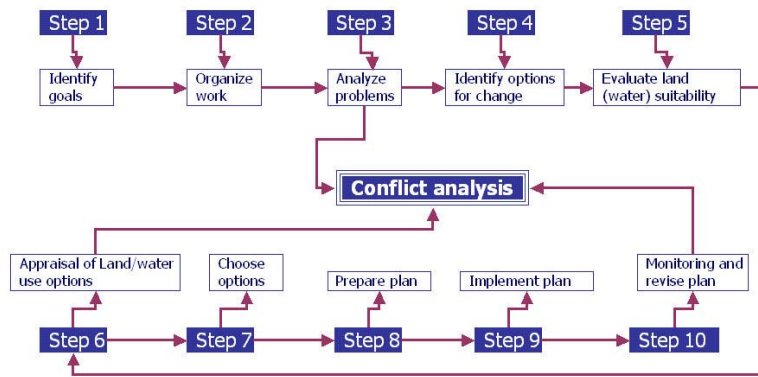 Step 1
Step 2
Step 3
Step 4
Step 5
Identify
goals
Organize
work
Analyze
problems
Identify options
for change
Evaluate land
(water) suitability
Conflict analysis
Appraisal of Land/water
use options
Choose
options
Prepare plan
Implement plan
Monitoring and
revise plan
Step 6
Step 7
Step 8
Step 9
Step 10